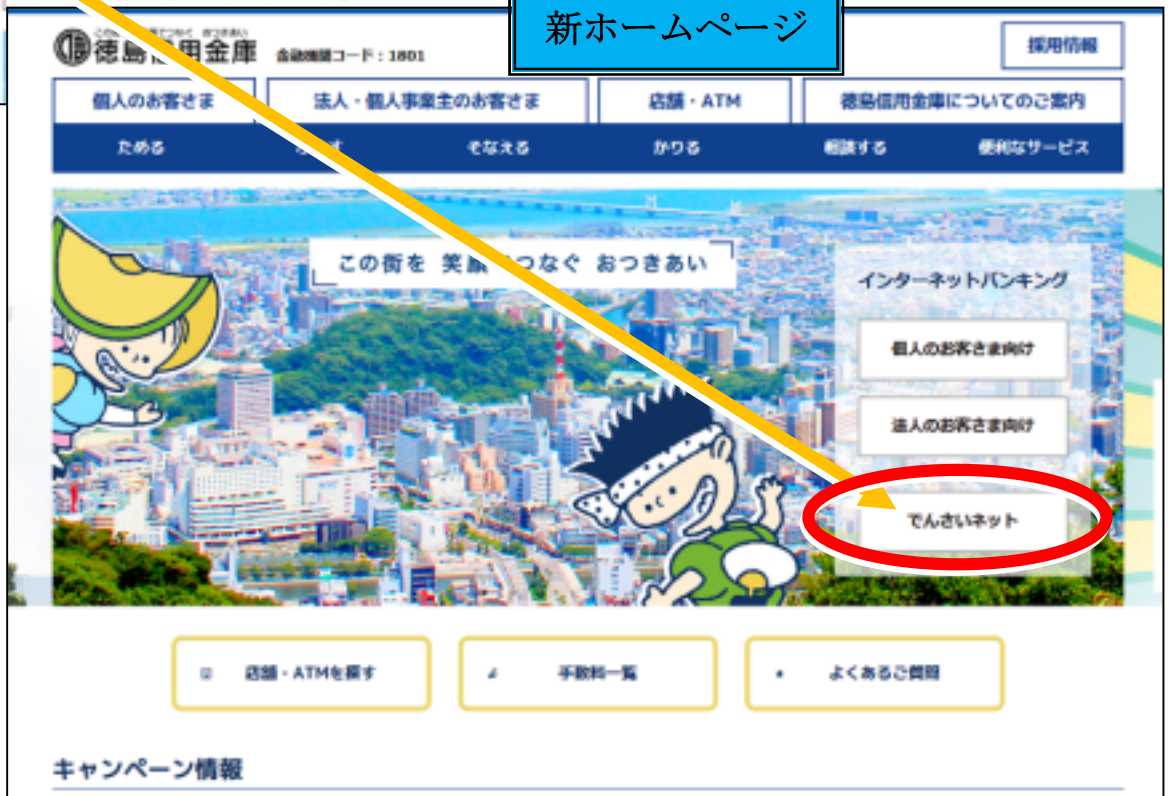 新ホームページ
徳島信用金庫 金融機関コード：1801
採用情報
個人のお客さま 法人・個人事業主のお客さま 店舗・ATM 徳島信用金庫についてのご案内
ためる そなえる かりる 相談する 便利なサービス
この街を 笑顔 つなぐ おつきあい
インターネットバンキング
個人のお客さま向け
法人のお客さま向け
でんさいネット
店舗・ATMを探す 手数料一覧 よくあるご質問
キャンペーン情報